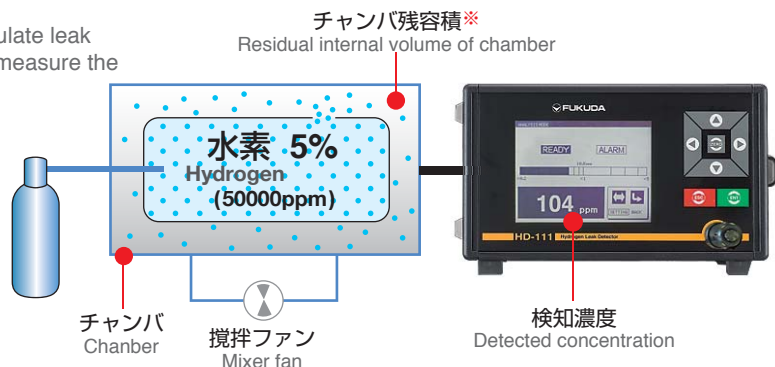 ulate leak
measure the
チャンバ残容積※
Residual internal volume of chamber
水素 5%
Hydrogen
(50000ppm)
FUKUDA
READY
ALARM
104 ppm
HD-111 Hydrogen Leak Detector
チャンバ
Chanber
撹拌ファン
Mixer fan
検知濃度
Detected concentration